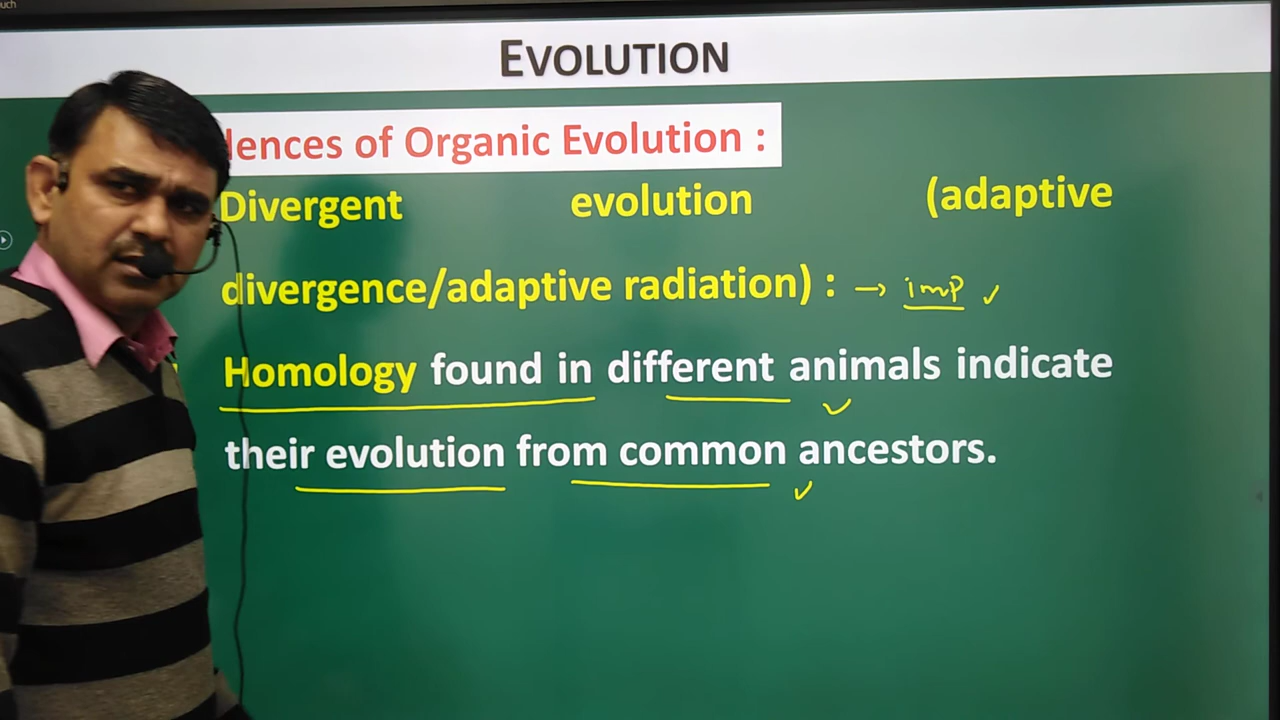 uch
EVOLUTION
dences of Organic Evolution :
Divergent evolution (adaptive
divergence/adaptive radiation) : → imp ✓
Homology found in different animals indicate
their evolution from common ancestors.